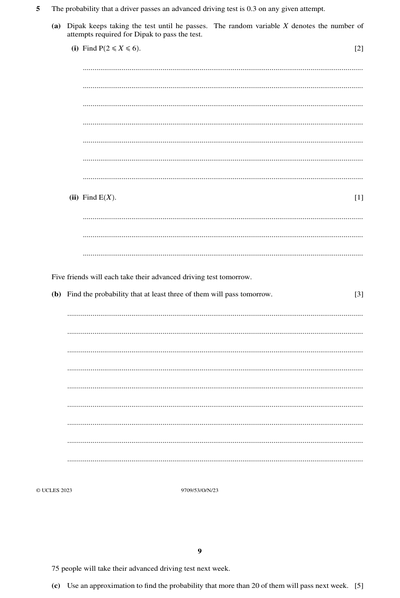 5 The probability that a driver passes an advanced driving test is 0.3 on any given attempt.
(a) Dipak keeps taking the test until he passes. The random variable X denotes the number of
attempts required for Dipak to pass the test.
(i) Find P(2 ⩽ X ⩽ 6). [2]
(ii) Find E(X). [1]
Five friends will each take their advanced driving test tomorrow.
(b) Find the probability that at least three of them will pass tomorrow. [3]
© UCLES 2023 9709/53/O/N/23
9
75 people will take their advanced driving test next week.
(c) Use an approximation to find the probability that more than 20 of them will pass next week. [5]